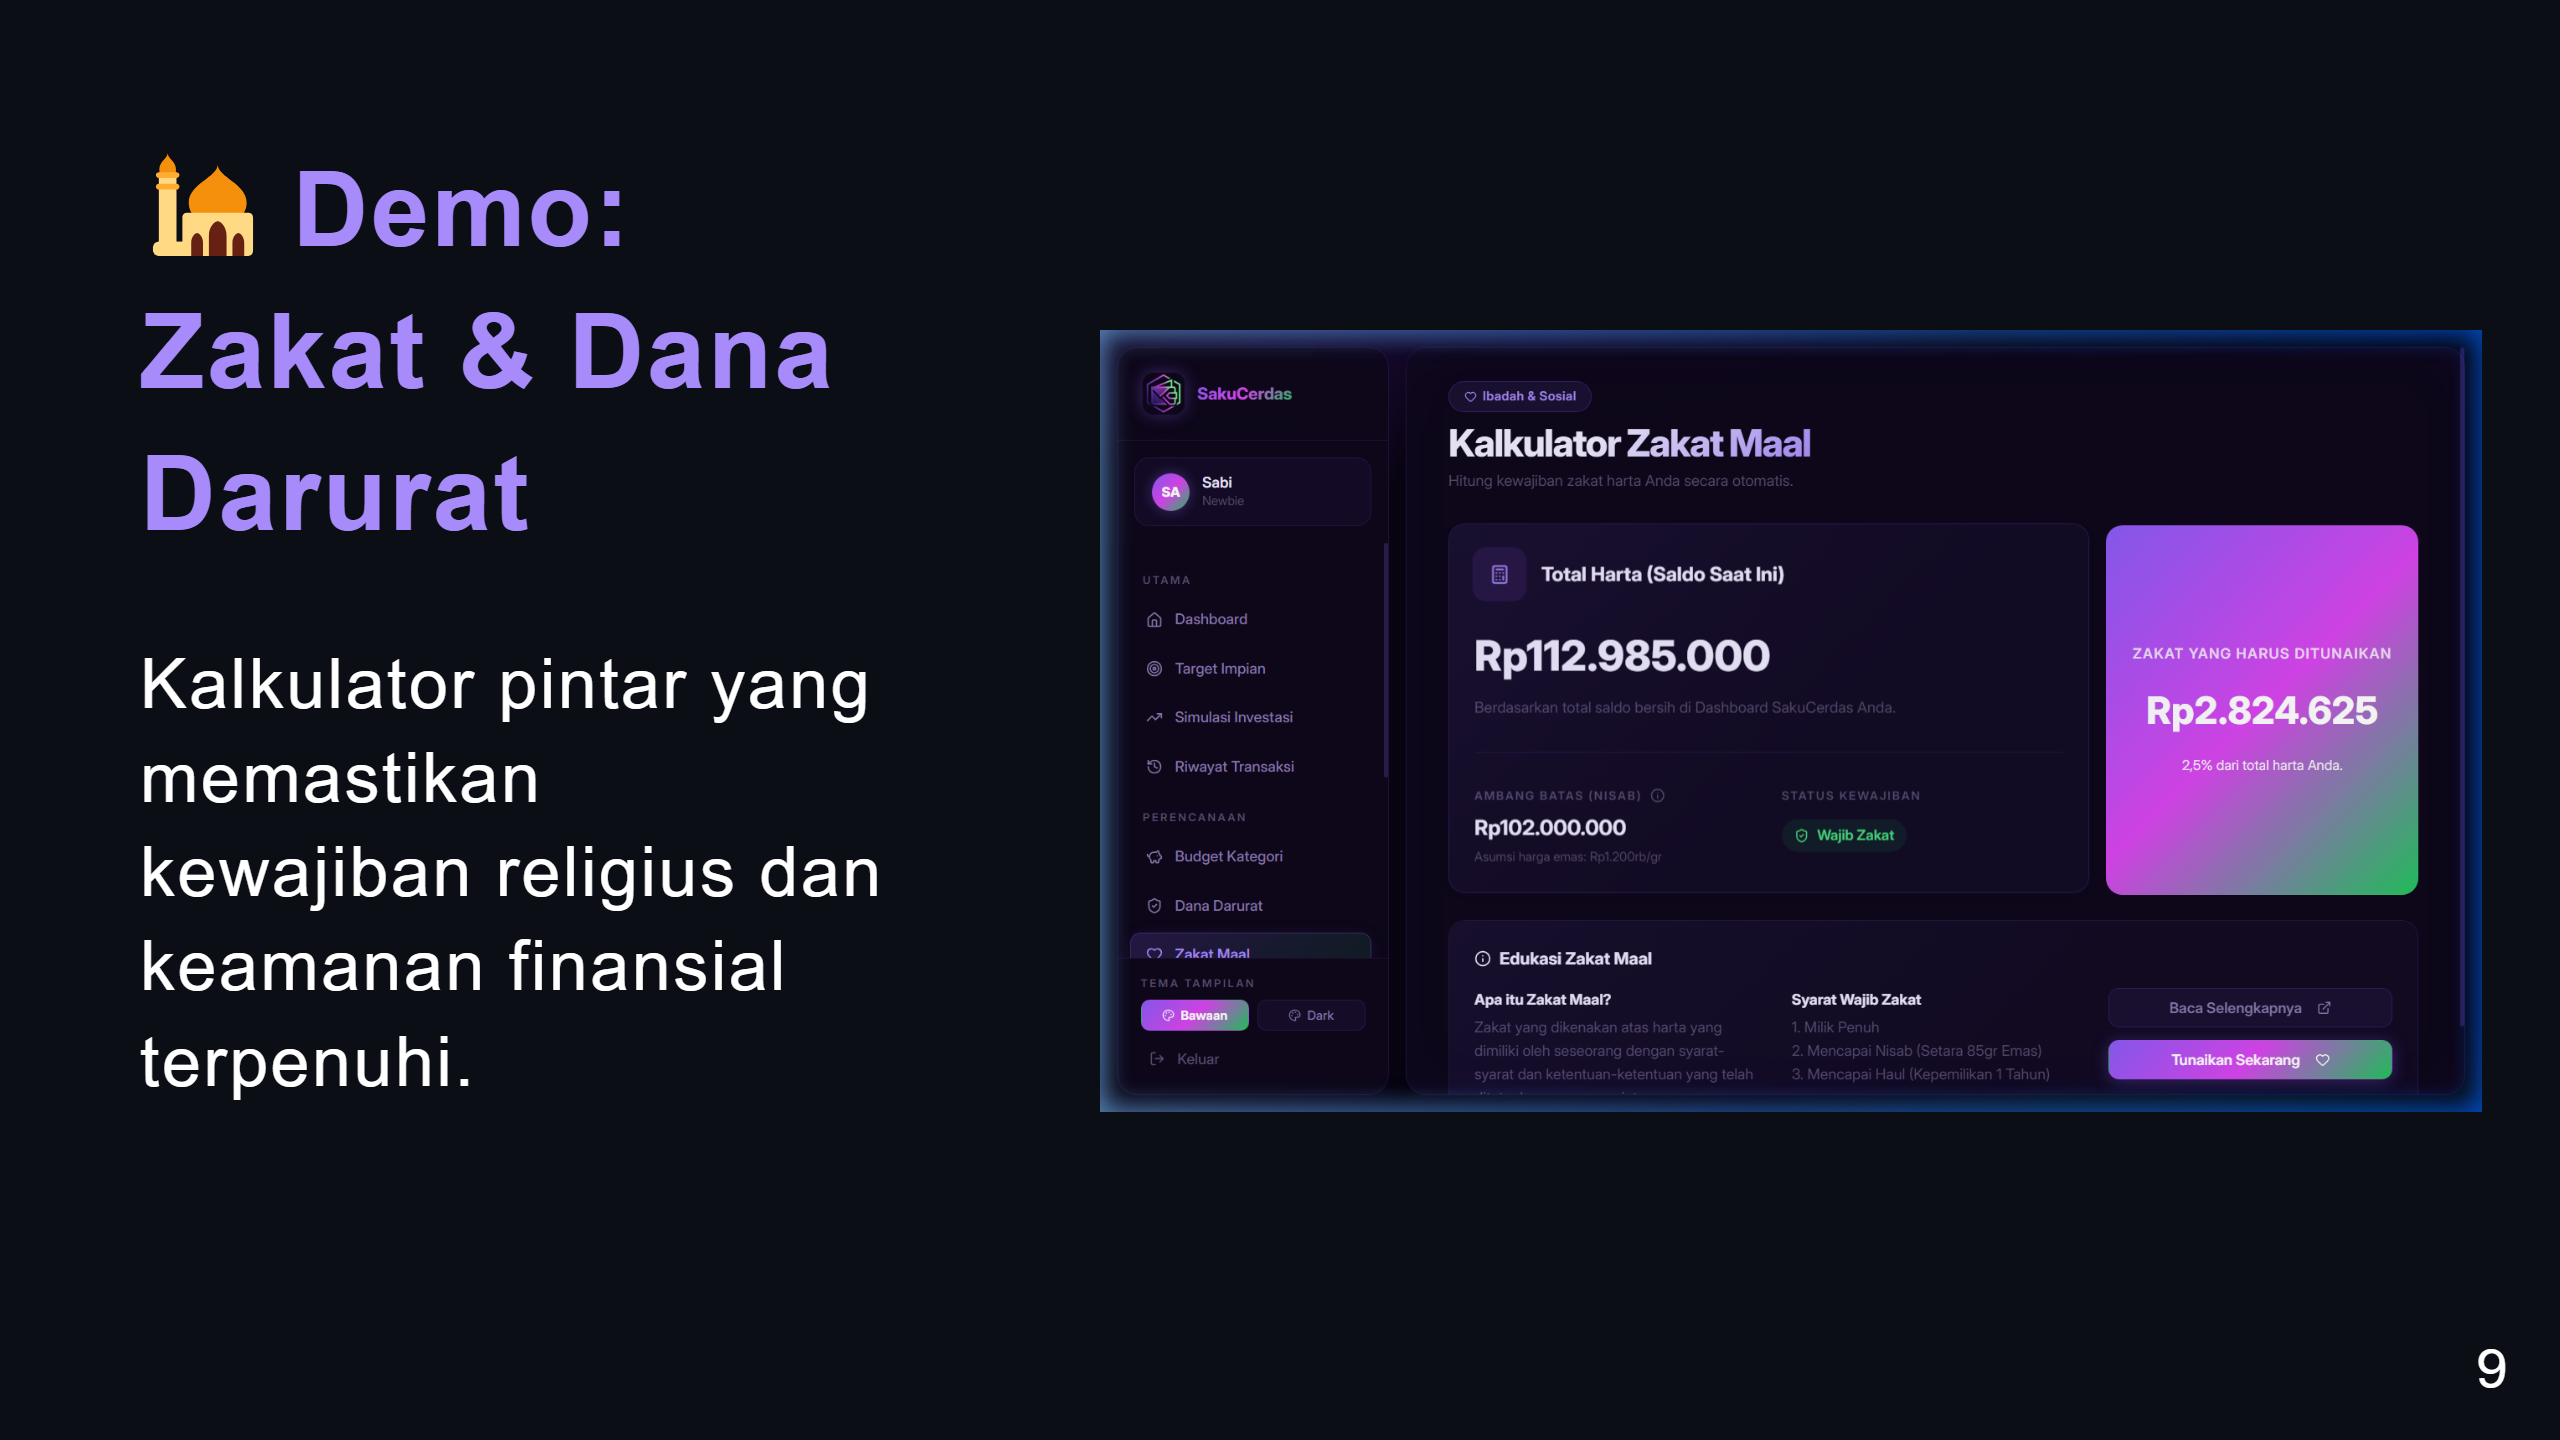 Demo:
Zakat & Dana
Darurat
Kalkulator pintar yang
memastikan
kewajiban religius dan
keamanan finansial
terpenuhi.
SakuCerdas
SA
Sabi
Newbie
UTAMA
Dashboard
Target Impian
Simulasi Investasi
Riwayat Transaksi
PERENCANAAN
Budget Kategori
Dana Darurat
Zakat Maal
TEMA TAMPILAN
Bawaan
Dark
Keluar
Ibadah & Sosial
Kalkulator Zakat Maal
Hitung kewajiban zakat harta Anda secara otomatis.
Total Harta (Saldo Saat Ini)
Rp112.985.000
Berdasarkan total saldo bersih di Dashboard SakuCerdas Anda.
AMBANG BATAS (NISAB)
Rp102.000.000
Asumsi harga emas: Rp1.200rb/gr
STATUS KEWAJIBAN
Wajib Zakat
ZAKAT YANG HARUS DITUNAIKAN
Rp2.824.625
2,5% dari total harta Anda.
Edukasi Zakat Maal
Apa itu Zakat Maal?
Zakat yang dikenakan atas harta yang
dimiliki oleh seseorang dengan syarat-
syarat dan ketentuan-ketentuan yang telah
Syarat Wajib Zakat
1. Milik Penuh
2. Mencapai Nisab (Setara 85gr Emas)
3. Mencapai Haul (Kepemilikan 1 Tahun)
Baca Selengkapnya
Tunaikan Sekarang
9